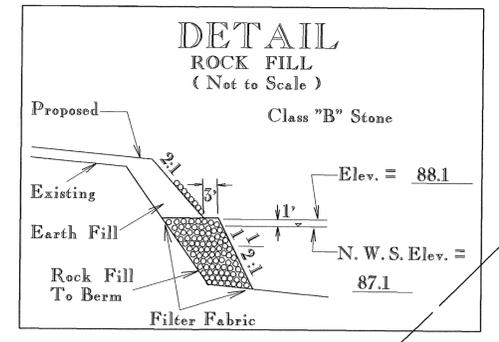 DETAIL
ROCK FILL
( Not to Scale )
Class "B" Stone
Proposed
2:1
3'
Elev. = 88.1
Existing
1'
Earth Fill
1 1/2:1
N. W. S. Elev. =
87.1
Rock Fill
To Berm
Filter Fabric